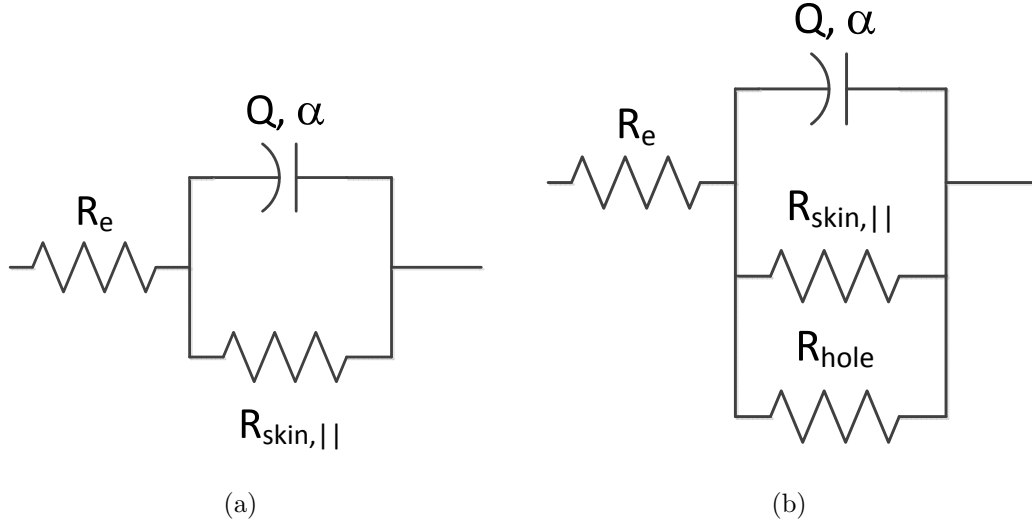 Q, α
R_e
R_skin,||
(a)
Q, α
R_e
R_skin,||
R_hole
(b)